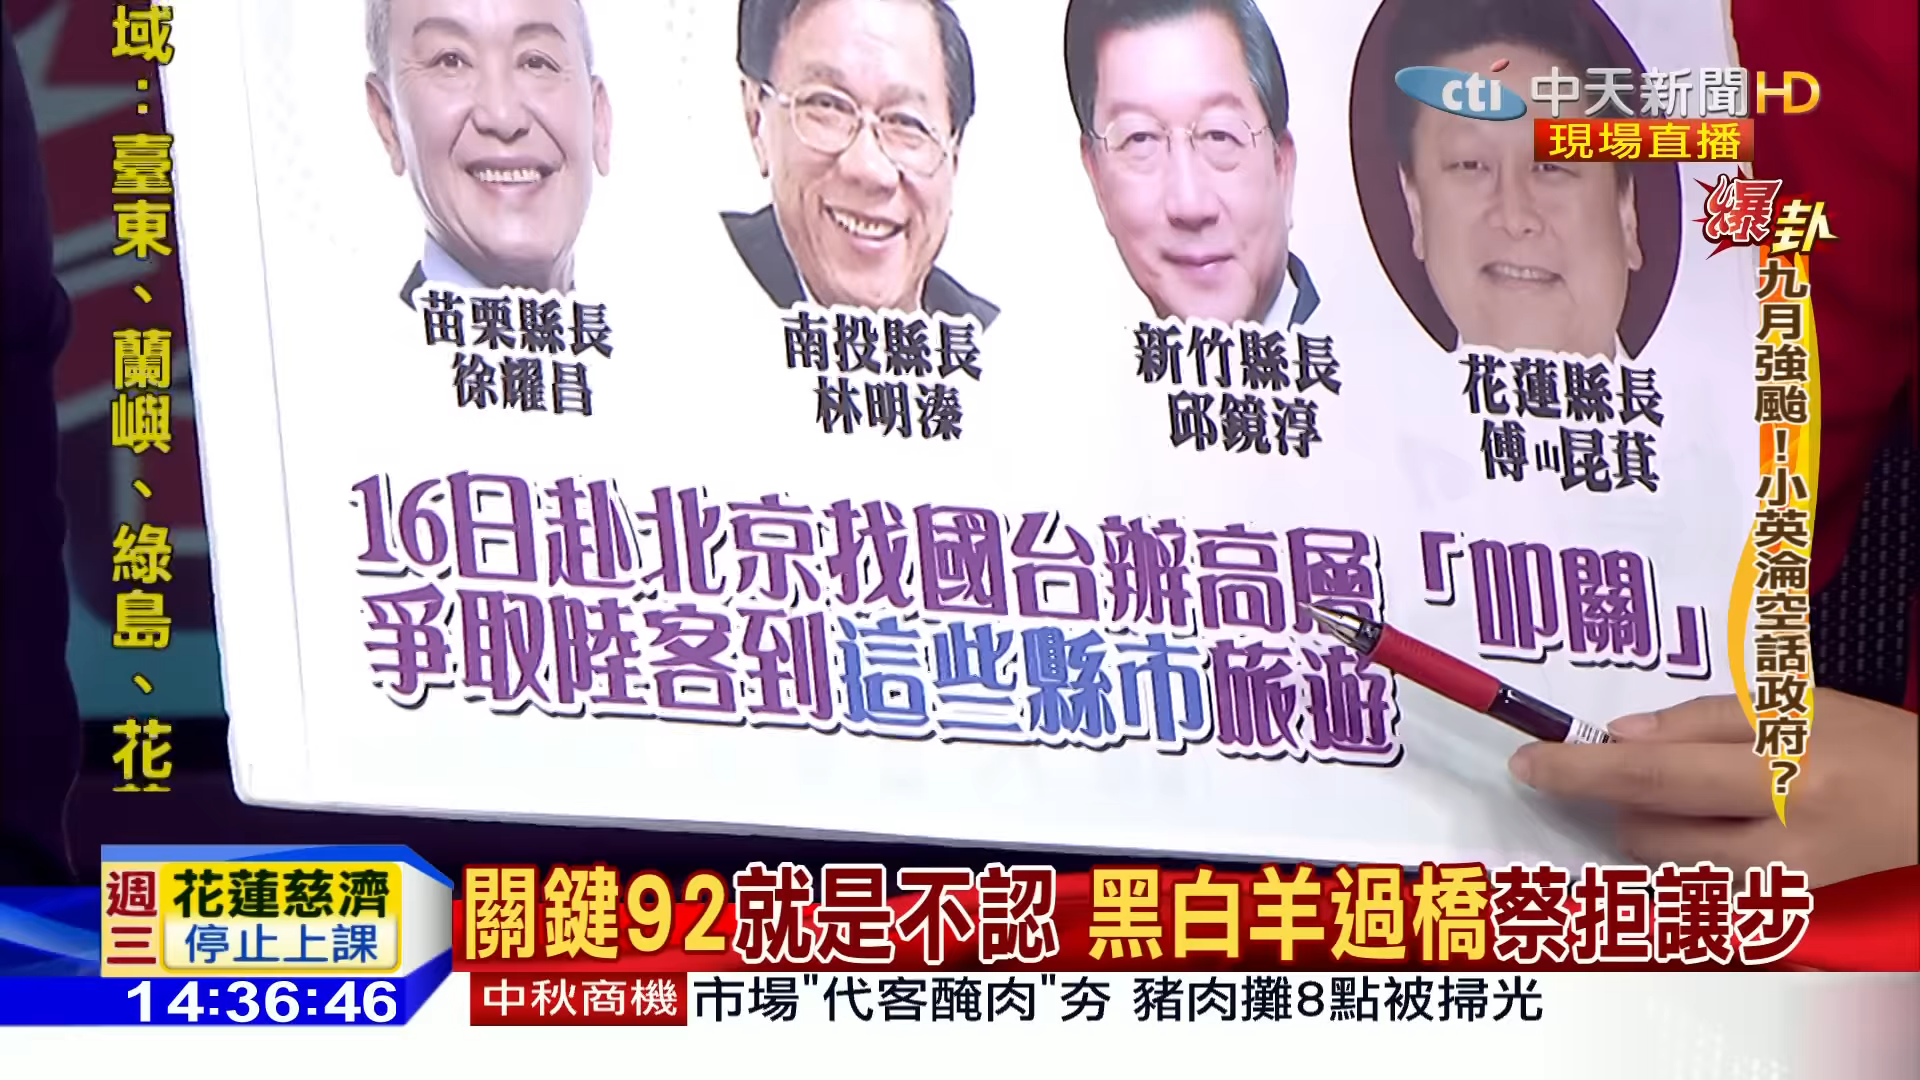 域：臺東、蘭嶼、綠島、花
cti 中天新聞HD
現場直播
爆卦
九月強颱！小英淪空話政府？
苗栗縣長
徐耀昌
南投縣長
林明溱
新竹縣長
邱鏡淳
花蓮縣長
傅山昆萁
16日赴北京找國台辦高層「叩關」
爭取陸客到這些縣市旅遊
週三
花蓮慈濟
停止上課
關鍵92就是不認 黑白羊過橋蔡拒讓步
14:36:46
中秋商機
市場"代客醃肉"夯 豬肉攤8點被掃光